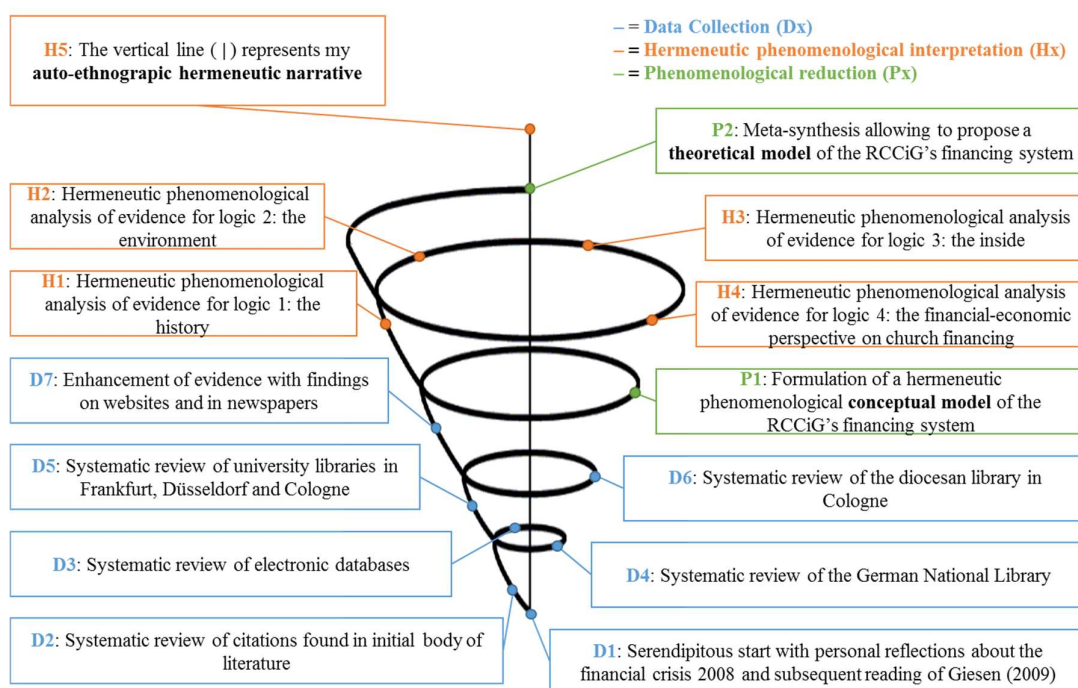 H5: The vertical line ( | ) represents my
auto-ethnograpic hermeneutic narrative
– = Data Collection (Dx)
– = Hermeneutic phenomenological interpretation (Hx)
– = Phenomenological reduction (Px)
P2: Meta-synthesis allowing to propose a
theoretical model of the RCCiG’s financing system
H2: Hermeneutic phenomenological
analysis of evidence for logic 2: the
environment
H3: Hermeneutic phenomenological analysis
of evidence for logic 3: the inside
H1: Hermeneutic phenomenological
analysis of evidence for logic 1: the
history
H4: Hermeneutic phenomenological analysis
of evidence for logic 4: the financial-economic
perspective on church financing
D7: Enhancement of evidence with findings
on websites and in newspapers
P1: Formulation of a hermeneutic
phenomenological conceptual model of the
RCCiG’s financing system
D5: Systematic review of university libraries in
Frankfurt, Düsseldorf and Cologne
D6: Systematic review of the diocesan library in
Cologne
D3: Systematic review of electronic databases
D4: Systematic review of the German National Library
D2: Systematic review of citations found in initial body of
literature
D1: Serendipitous start with personal reflections about the
financial crisis 2008 and subsequent reading of Giesen (2009)